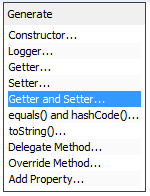 Generate
Constructor...
Logger...
Getter...
Setter...
Getter and Setter...
equals() and hashCode()...
toString()...
Delegate Method...
Override Method...
Add Property...